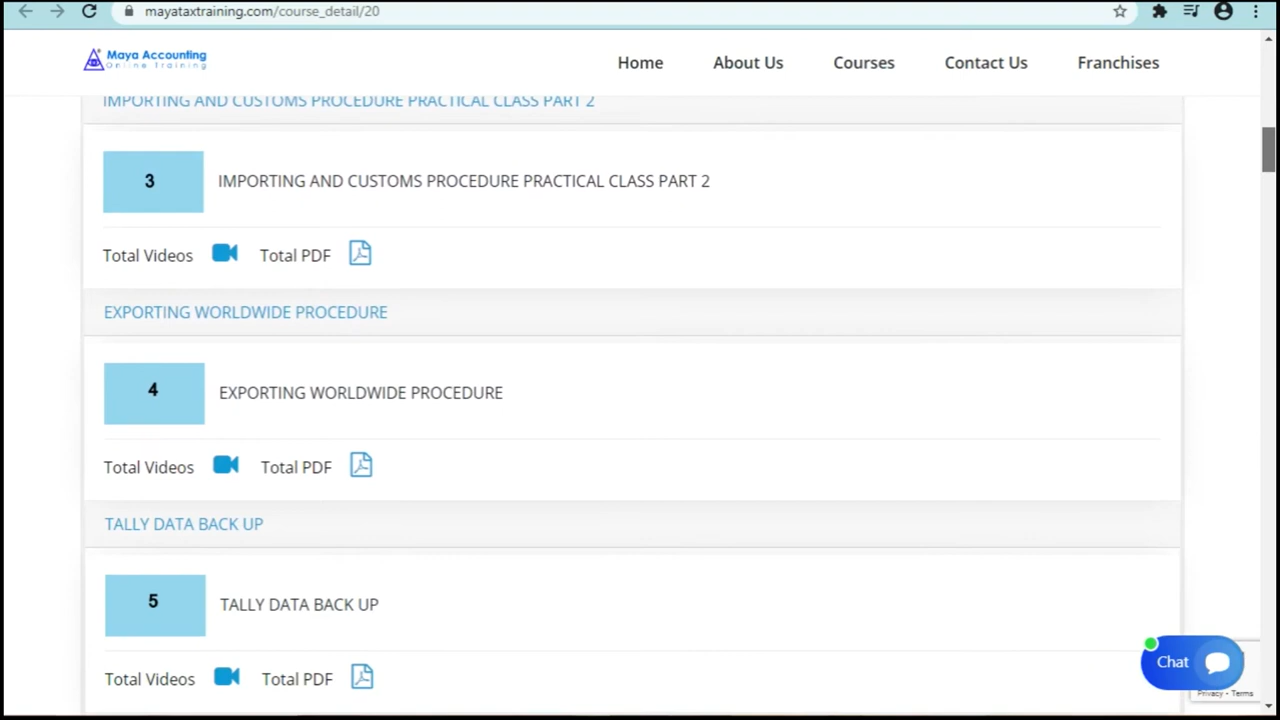 mayataxtraining.com/course_detail/20
Maya Accounting
Online Training
Home About Us Courses Contact Us Franchises
IMPORTING AND CUSTOMS PROCEDURE PRACTICAL CLASS PART 2
3 IMPORTING AND CUSTOMS PROCEDURE PRACTICAL CLASS PART 2
Total Videos Total PDF
EXPORTING WORLDWIDE PROCEDURE
4 EXPORTING WORLDWIDE PROCEDURE
Total Videos Total PDF
TALLY DATA BACK UP
5 TALLY DATA BACK UP
Chat
Total Videos Total PDF
Privacy - Terms